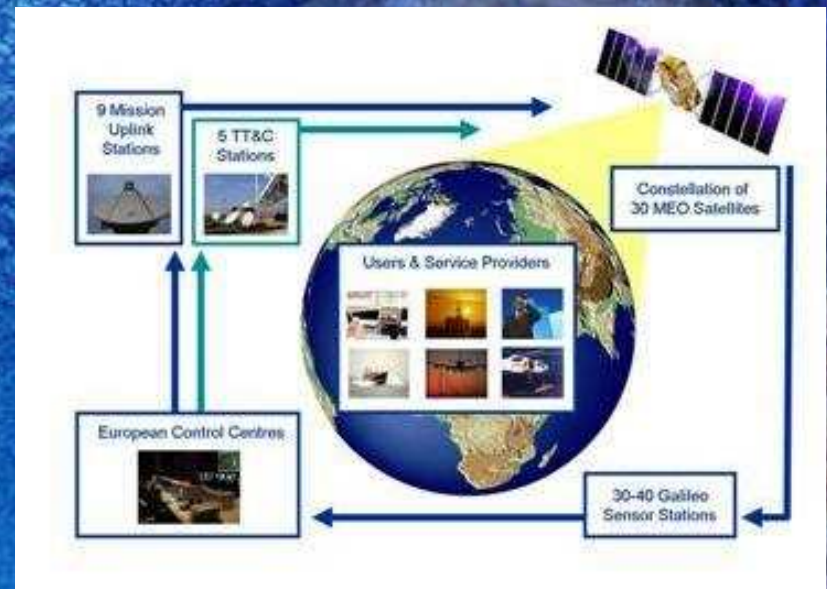 9 Mission
Uplink
Stations
5 TT&C
Stations
Constellation of
30 MEO Satellites
Users & Service Providers
European Control Centres
30-40 Galileo
Sensor Stations